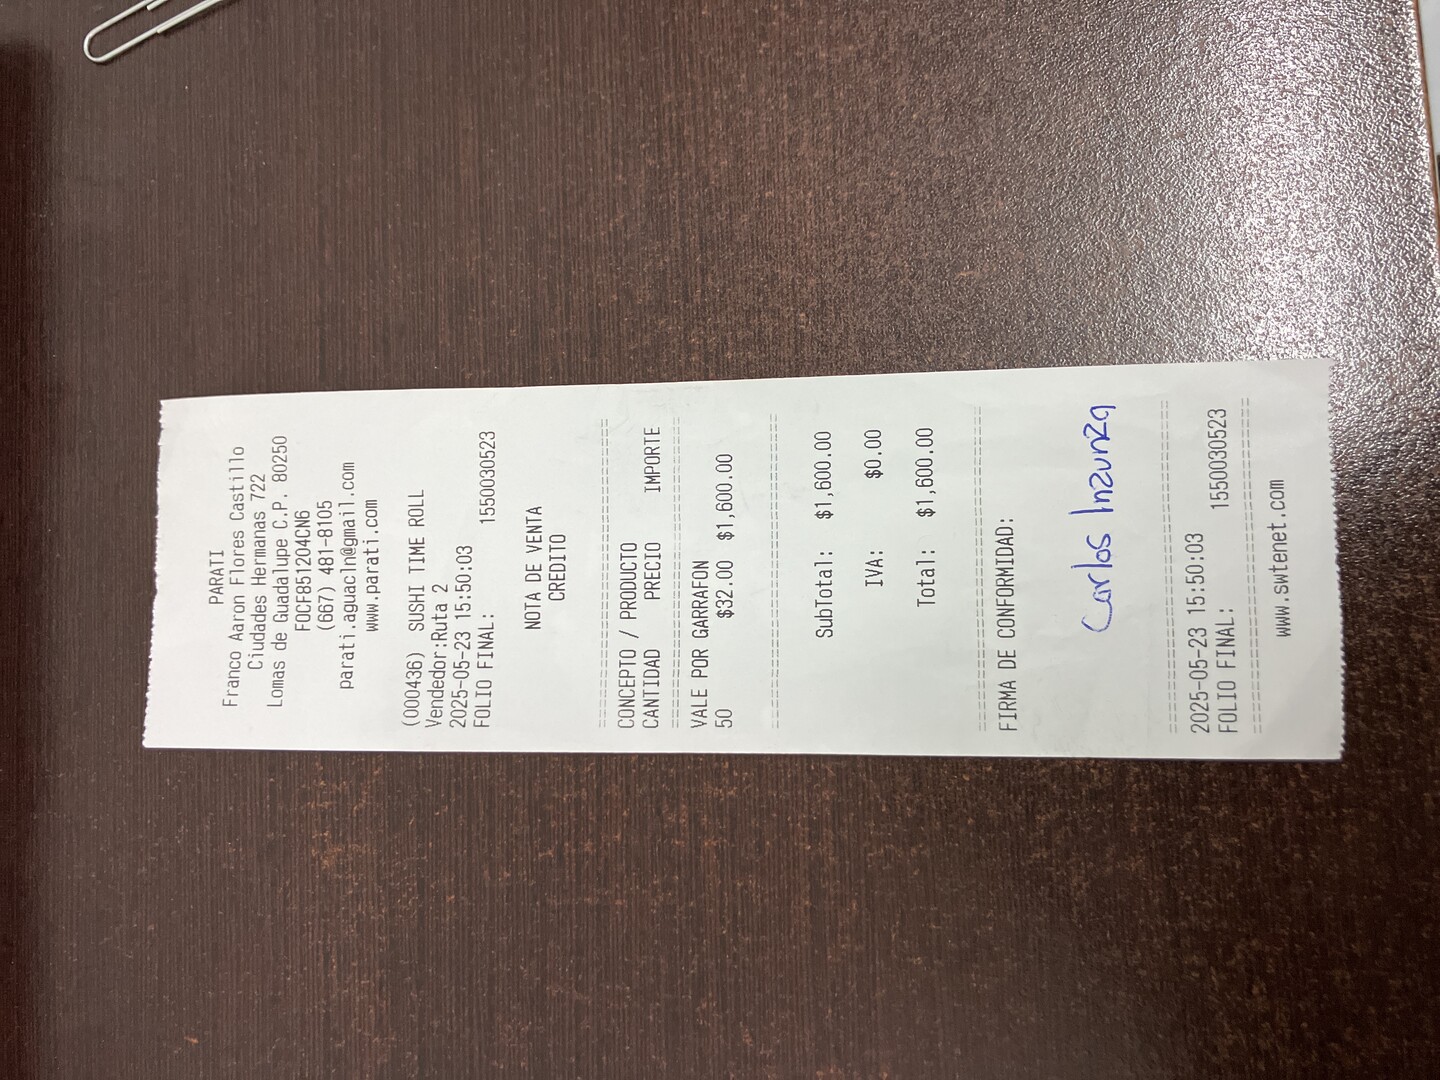 PARATI
Franco Aaron Flores Castillo
Ciudades Hermanas 722
Lomas de Guadalupe C.P. 80250
FOCF851204CN6
(667) 481-8105
parati.aguacln@gmail.com
www.parati.com
(000436) SUSHI TIME ROLL
Vendedor:Ruta 2
2025-05-23 15:50:03
FOLIO FINAL: 1550030523
NOTA DE VENTA
CREDITO
CONCEPTO / PRODUCTO
CANTIDAD PRECIO IMPORTE
VALE POR GARRAFON
50 $32.00 $1,600.00
SubTotal: $1,600.00
IVA: $0.00
Total: $1,600.00
FIRMA DE CONFORMIDAD:
Carlos Inzunza
2025-05-23 15:50:03
FOLIO FINAL: 1550030523
www.swtenet.com